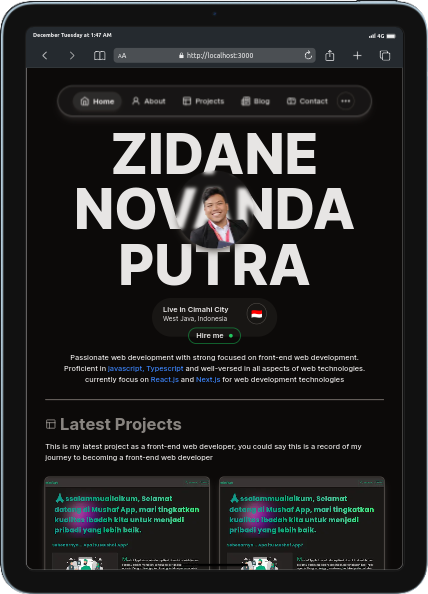 December Tuesday at 1:47 AM
4G
AA http://localhost:3000
Home About Projects Blog Contact
ZIDANE
NOVANDA
PUTRA
Live in Cimahi City
West Java, Indonesia
Hire me
Passionate web development with strong focused on front-end web development.
Proficient in javascript, Typescript and well-versed in all aspects of web technologies.
currently focus on React.js and Next.js for web development technologies
Latest Projects
This is my latest project as a front-end web developer, you could say this is a record of my
journey to becoming a front-end web developer
Assalammualaikum, Selamat
datang di Mushaf App, mari tingkatkan
kualitas ibadah kita untuk menjadi
pribadi yang lebih baik.
Assalammualaikum, Selamat
datang di Mushaf App, mari tingkatkan
kualitas ibadah kita untuk menjadi
pribadi yang lebih baik.